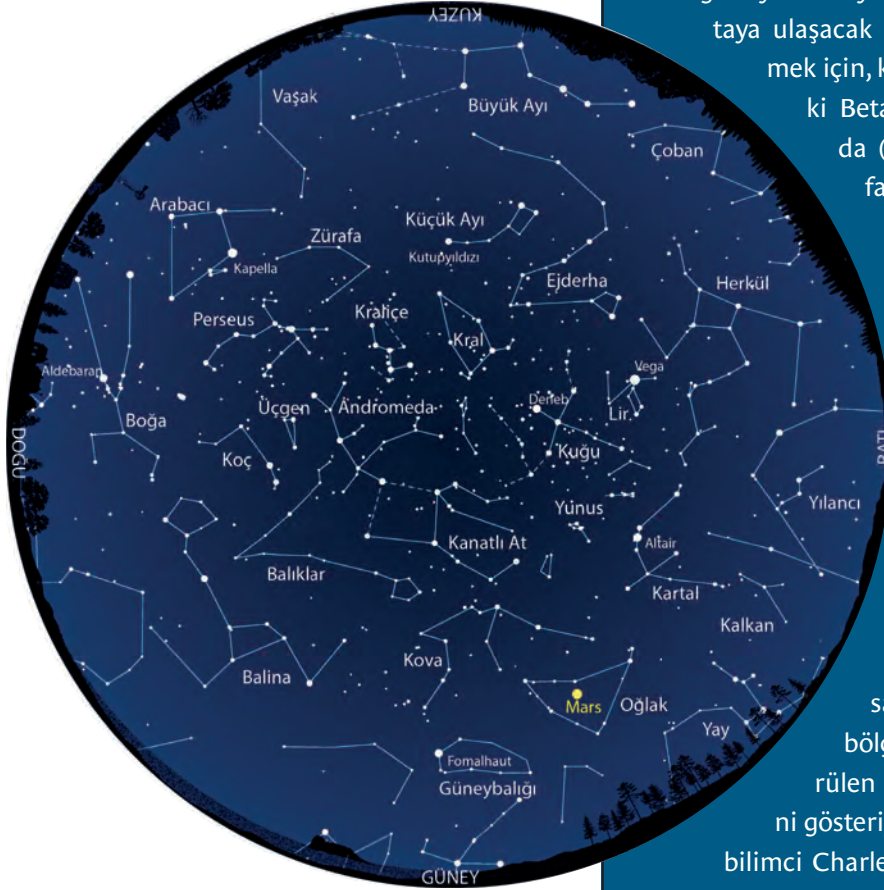 KUZEY
Vaşak
Büyük Ayı
Çoban
Arabacı
Küçük Ayı
Zürafa
Kutupyıldızı
Kapella
Ejderha
Herkül
Perseus
Kraliçe
Kral
Aldebaran
Vega
Üçgen
Andromeda
Deneb
Lir
Boğa
Koç
Kuğu
DOĞU
BATI
Yunus
Yılancı
Kanatlı At
Altair
Balıklar
Kartal
Kalkan
Kova
Balina
Mars
Oğlak
Yay
Fomalhaut
Güneybalığı
GÜNEY
taya ulaşacak
mek için, k
ki Beta
da (
fa
sa
bölg
rülen
ni gösteri
bilimci Charle